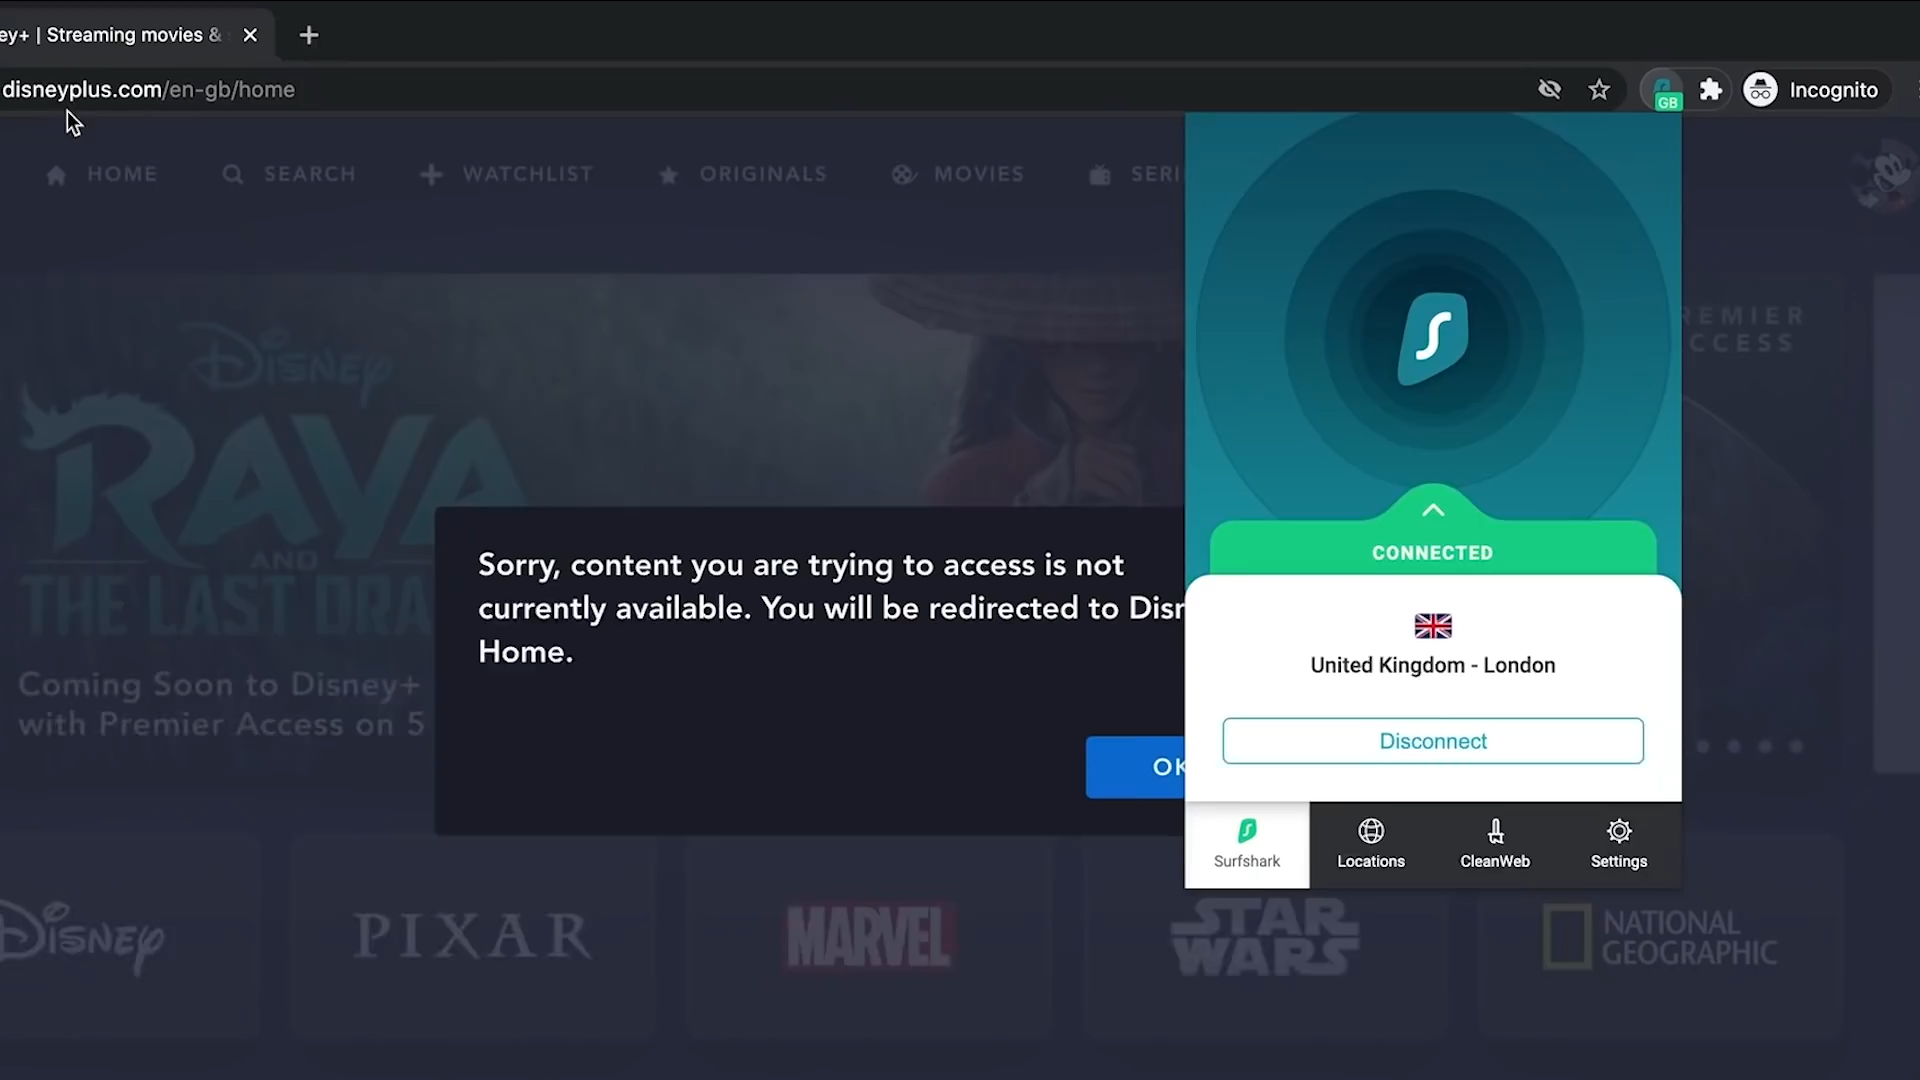 ey+ | Streaming movies &
disneyplus.com/en-gb/home
GB
Incognito
HOME
SEARCH
WATCHLIST
ORIGINALS
MOVIES
SERI
REMIER
CCESS
DISNEY
RAYA
AND
THE LAST DRA
Coming Soon to Disney+
with Premier Access on 5
Sorry, content you are trying to access is not
currently available. You will be redirected to Disn
Home.
OK
CONNECTED
United Kingdom - London
Disconnect
Surfshark
Locations
CleanWeb
Settings
DISNEY
PIXAR
MARVEL
STAR
WARS
NATIONAL
GEOGRAPHIC